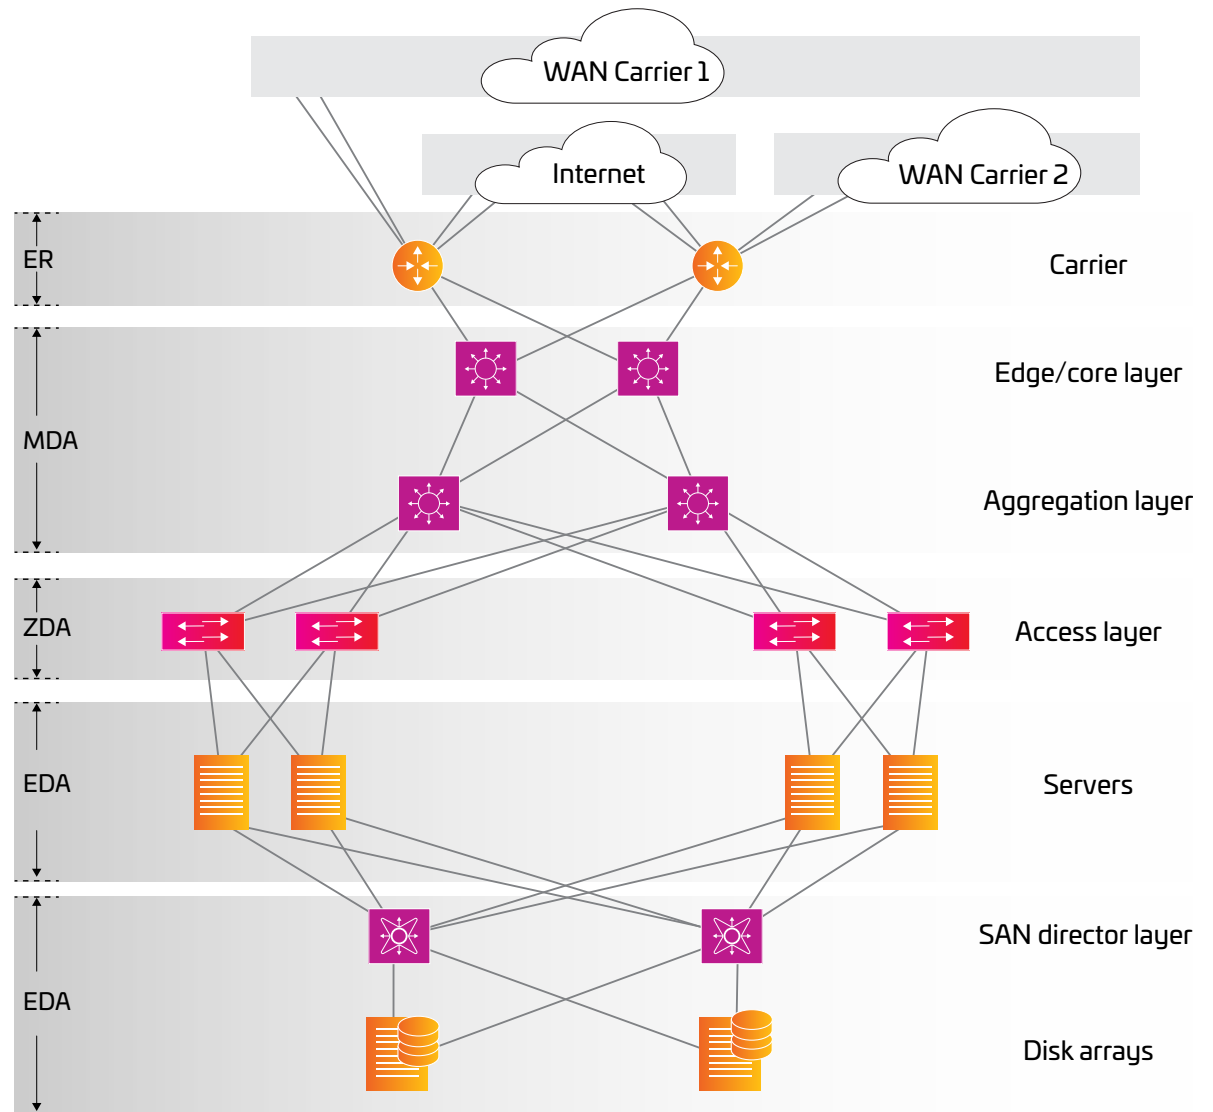 WAN Carrier 1
Internet
WAN Carrier 2
ER
Carrier
Edge/core layer
MDA
Aggregation layer
ZDA
Access layer
EDA
Servers
SAN director layer
EDA
Disk arrays